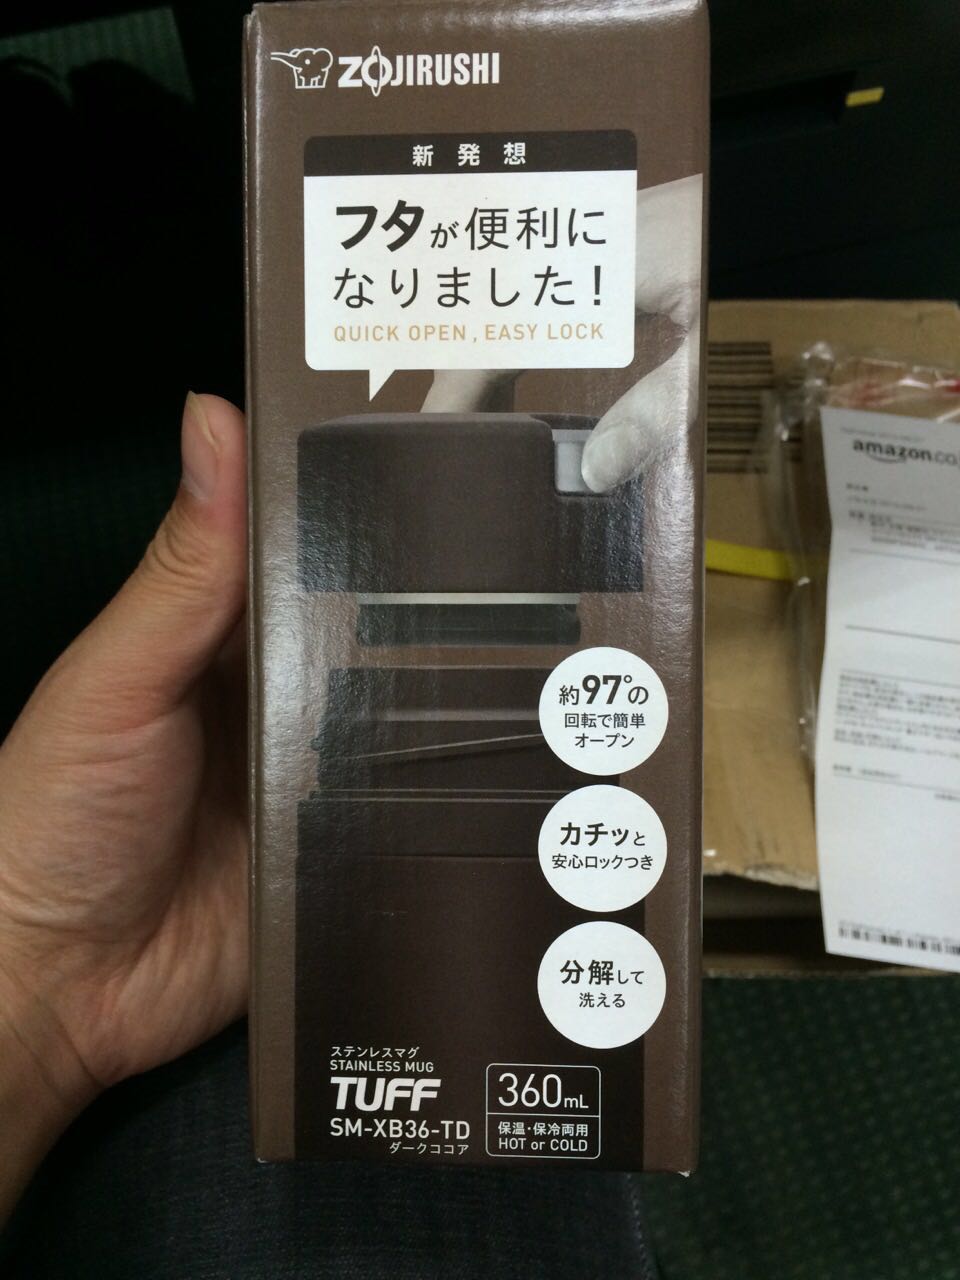 ZOJIRUSHI
新発想
フタが便利に
なりました！
QUICK OPEN, EASY LOCK
約97°の
回転で簡単
オープン
カチッと
安心ロックつき
分解して
洗える
ステンレスマグ
STAINLESS MUG
TUFF
SM-XB36-TD
ダークココア
360mL
保温・保冷両用
HOT or COLD
amazon.co